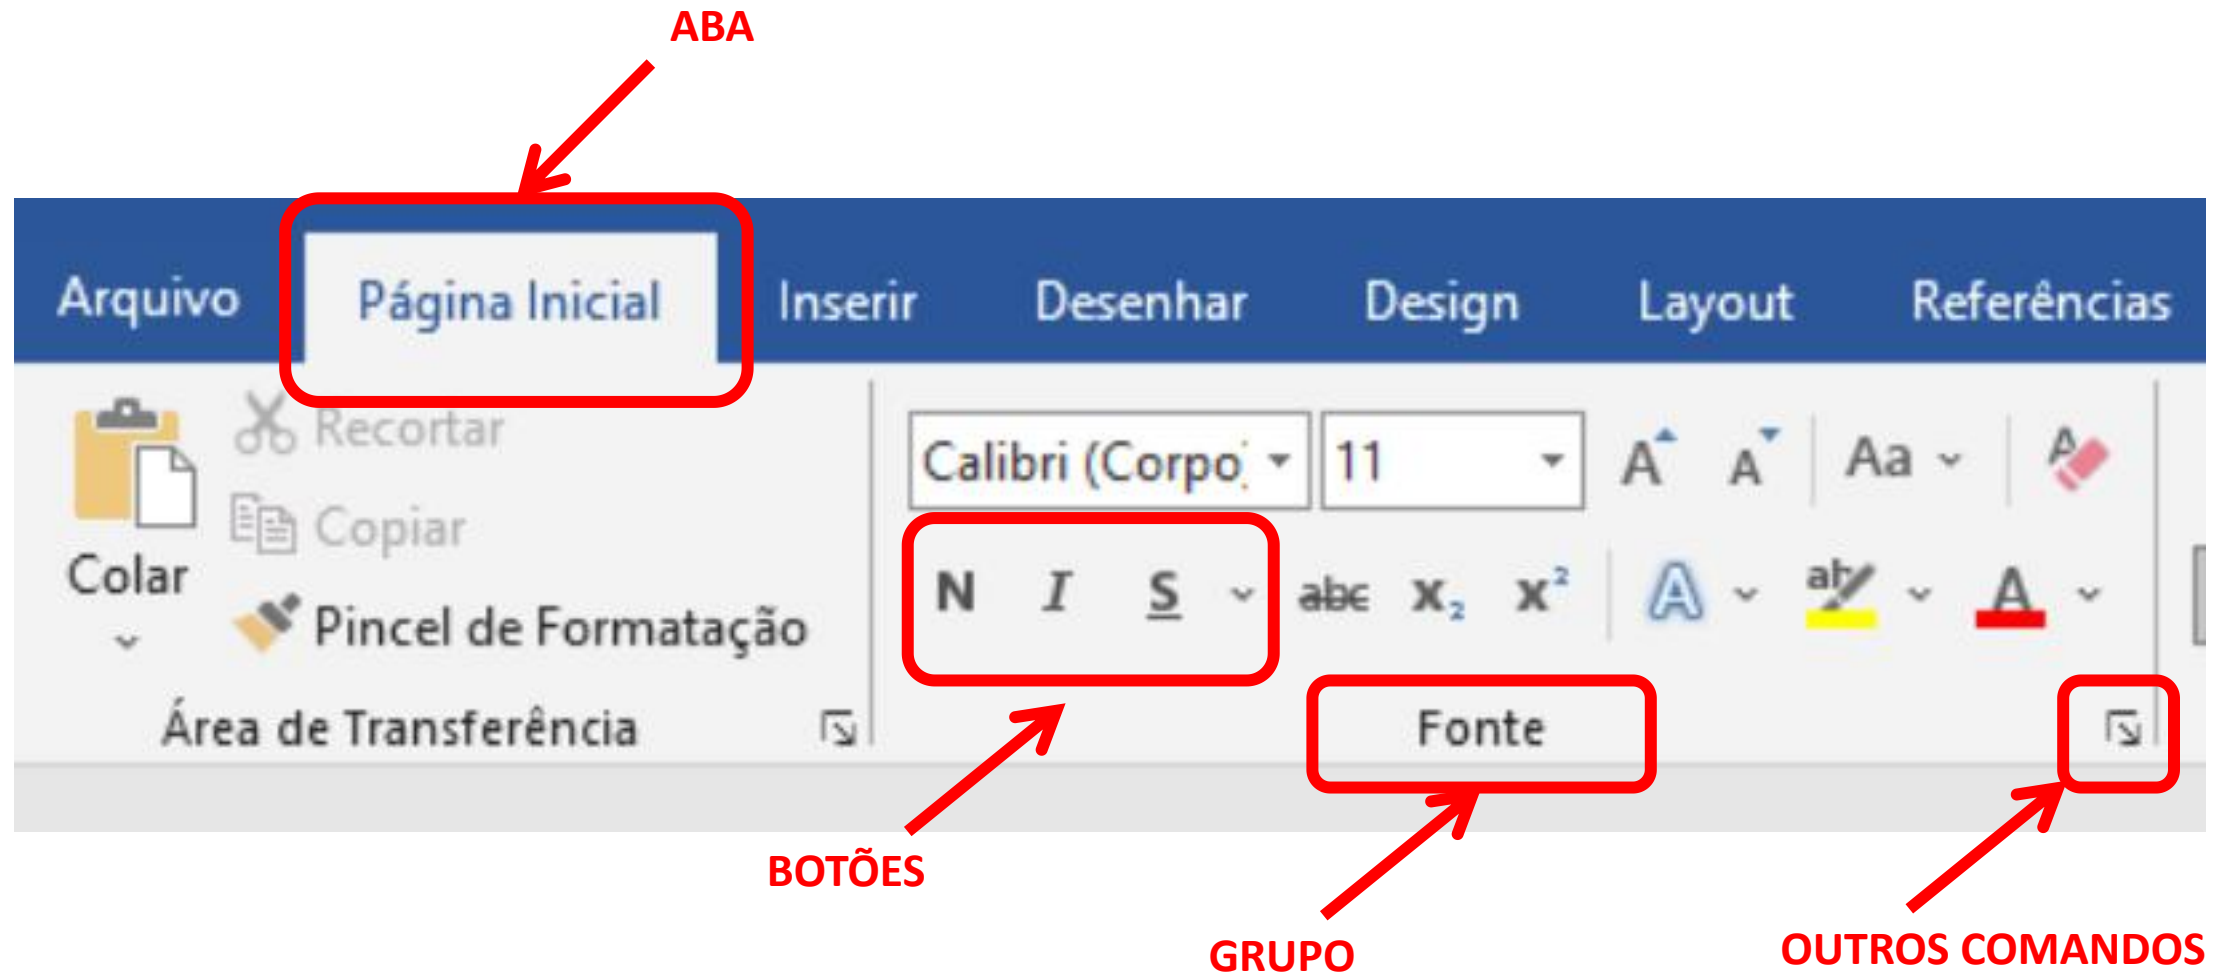 ABA
Arquivo Página Inicial Inserir Desenhar Design Layout Referências
Recortar
Calibri (Corpo) 11 A A Aa A
Copiar
Colar
N I S abc x₂ x² A ab A
Pincel de Formatação
Área de Transferência Fonte
BOTÕES
GRUPO
OUTROS COMANDOS